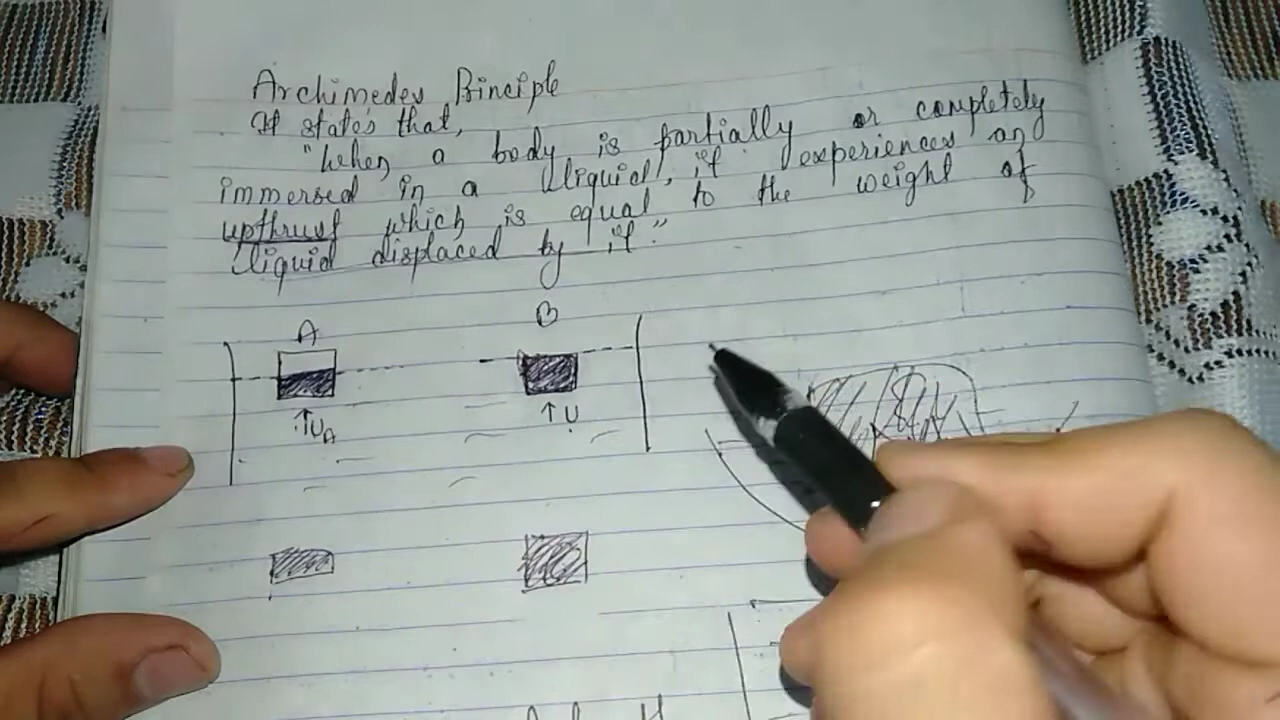 Archimedes Principle
It states that,
"When a body is partially or completely
immersed in a liquid, it experiences an
upthrust which is equal to the weight of
liquid displaced by it."
A
B
↑UA
↑U